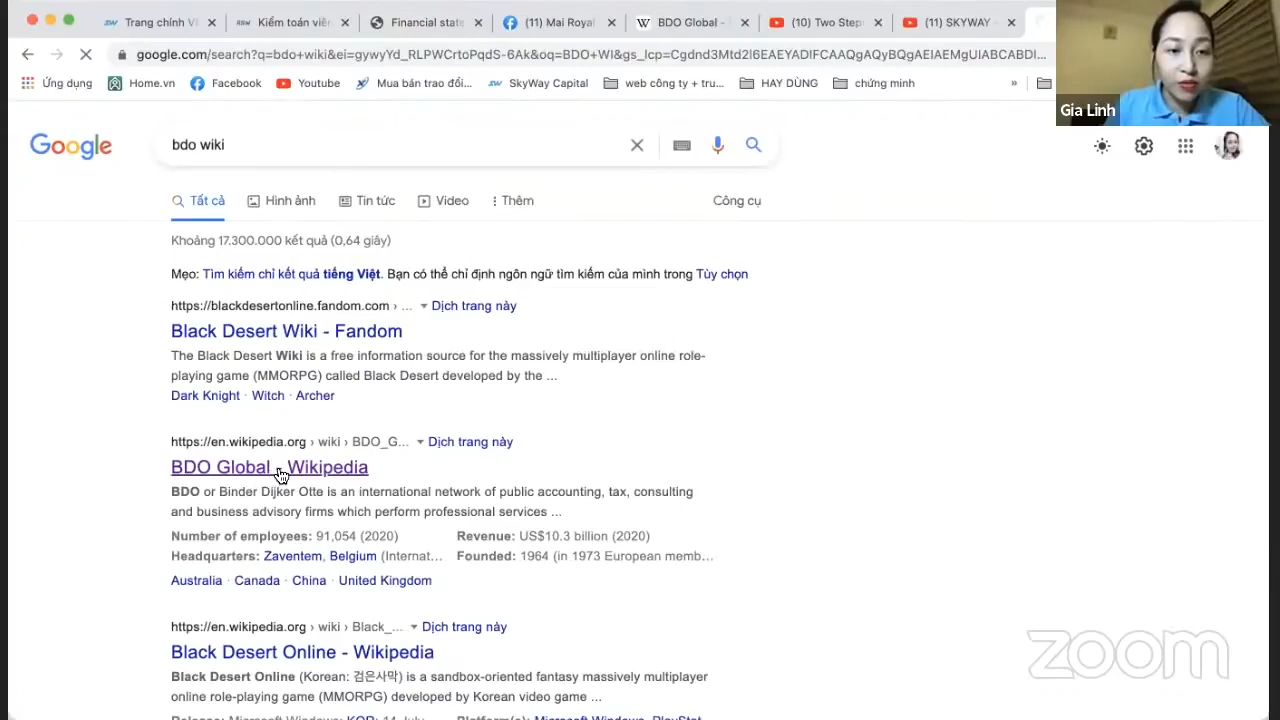 Trang chính V
Kiểm toán viên
Financial state
(11) Mai Royal
BDO Global -
(10) Two Step
(11) SKYWAY
google.com/search?q=bdo+wiki&ei=gywyYd_RLPWCrtoPqdS-6Ak&oq=BDO+WI&gs_lcp=Cgdnd3Mtd2l6EAEYADIFCAAQgAQyBQgAEIAEMgUIABCABDI...
Ứng dụng
Home.vn
Facebook
Youtube
Mua bán trao đổi...
SkyWay Capital
web công ty + tru...
HAY DÙNG
chứng minh
»
Gia Linh
Google
bdo wiki
Tất cả
Hình ảnh
Tin tức
Video
Thêm
Công cụ
Khoảng 17.300.000 kết quả (0,64 giây)
Mẹo: Tìm kiếm chỉ kết quả tiếng Việt. Bạn có thể chỉ định ngôn ngữ tìm kiếm của mình trong Tùy chọn
https://blackdesertonline.fandom.com › ... Dịch trang này
Black Desert Wiki - Fandom
The Black Desert Wiki is a free information source for the massively multiplayer online role-
playing game (MMORPG) called Black Desert developed by the ...
Dark Knight · Witch · Archer
https://en.wikipedia.org › wiki › BDO_G... Dịch trang này
BDO Global - Wikipedia
BDO or Binder Dijker Otte is an international network of public accounting, tax, consulting
and business advisory firms which perform professional services ...
Number of employees: 91,054 (2020)
Revenue: US$10.3 billion (2020)
Headquarters: Zaventem, Belgium (Internat...
Founded: 1964 (in 1973 European memb...
Australia · Canada · China · United Kingdom
https://en.wikipedia.org › wiki › Black_... Dịch trang này
Black Desert Online - Wikipedia
Black Desert Online (Korean: 검은사막) is a sandbox-oriented fantasy massively multiplayer
online role-playing game (MMORPG) developed by Korean video game ...
Release: Microsoft Windows: KOR: 14 July
Platform(s): Microsoft Windows, PlayStat
zoom